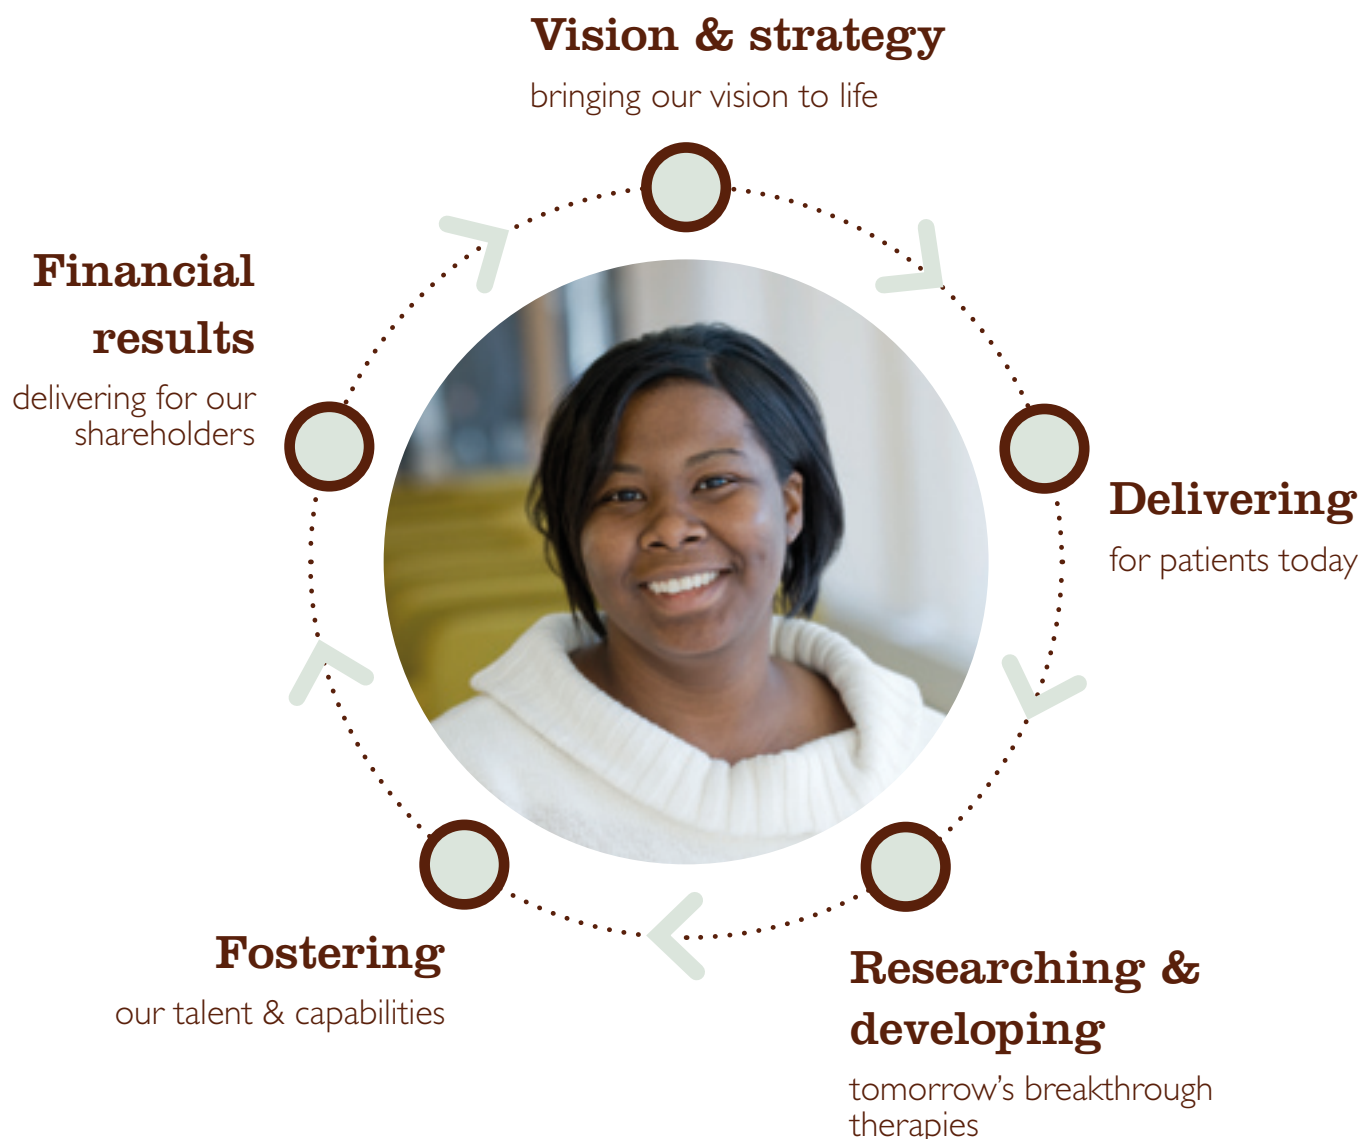 Vision & strategy
bringing our vision to life
Financial
results
delivering for our
shareholders
Delivering
for patients today
Fostering
our talent & capabilities
Researching &
developing
tomorrow’s breakthrough
therapies